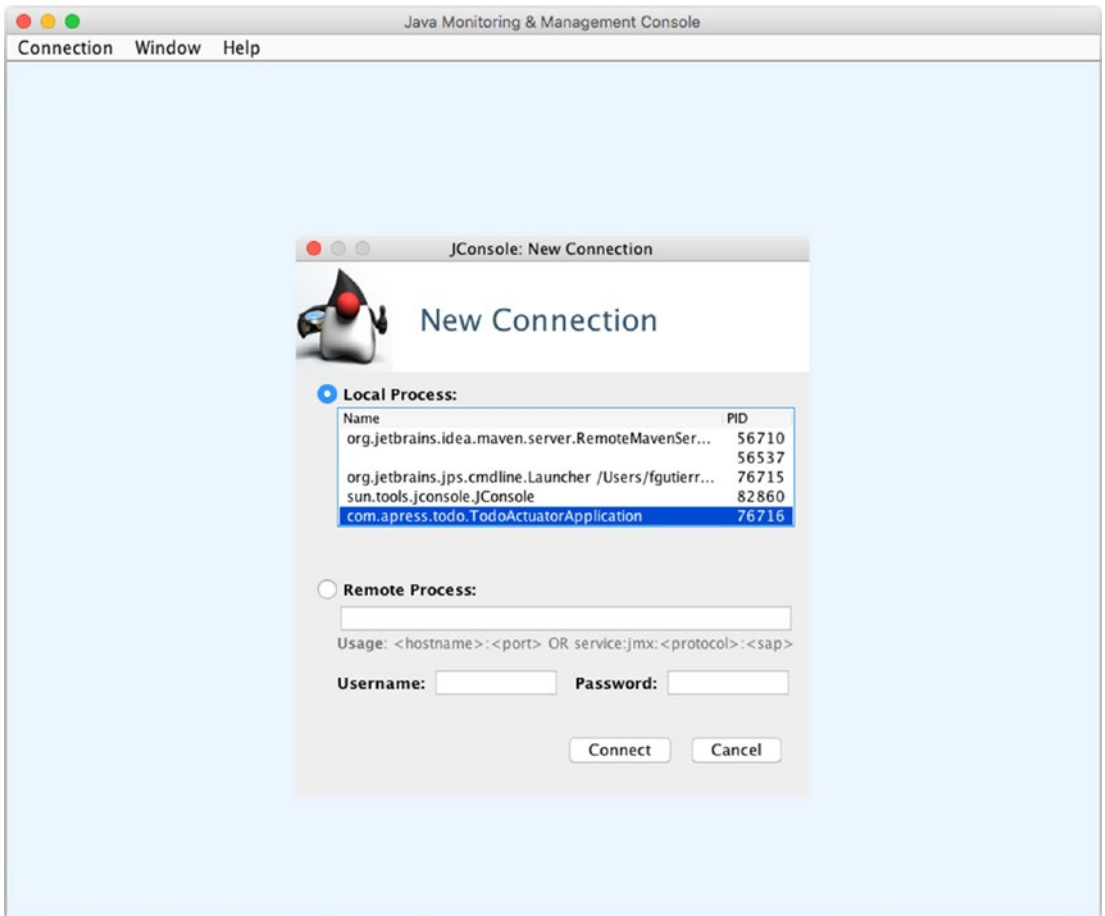 Java Monitoring & Management Console
Connection Window Help
JConsole: New Connection
New Connection
Local Process:
Name PID
org.jetbrains.idea.maven.server.RemoteMavenSer... 56710
56537
org.jetbrains.jps.cmdline.Launcher /Users/fgutierr... 76715
sun.tools.jconsole.JConsole 82860
com.apress.todo.TodoActuatorApplication 76716
Remote Process:
Usage: <hostname>:<port> OR service:jmx:<protocol>:<sap>
Username: Password:
Connect Cancel